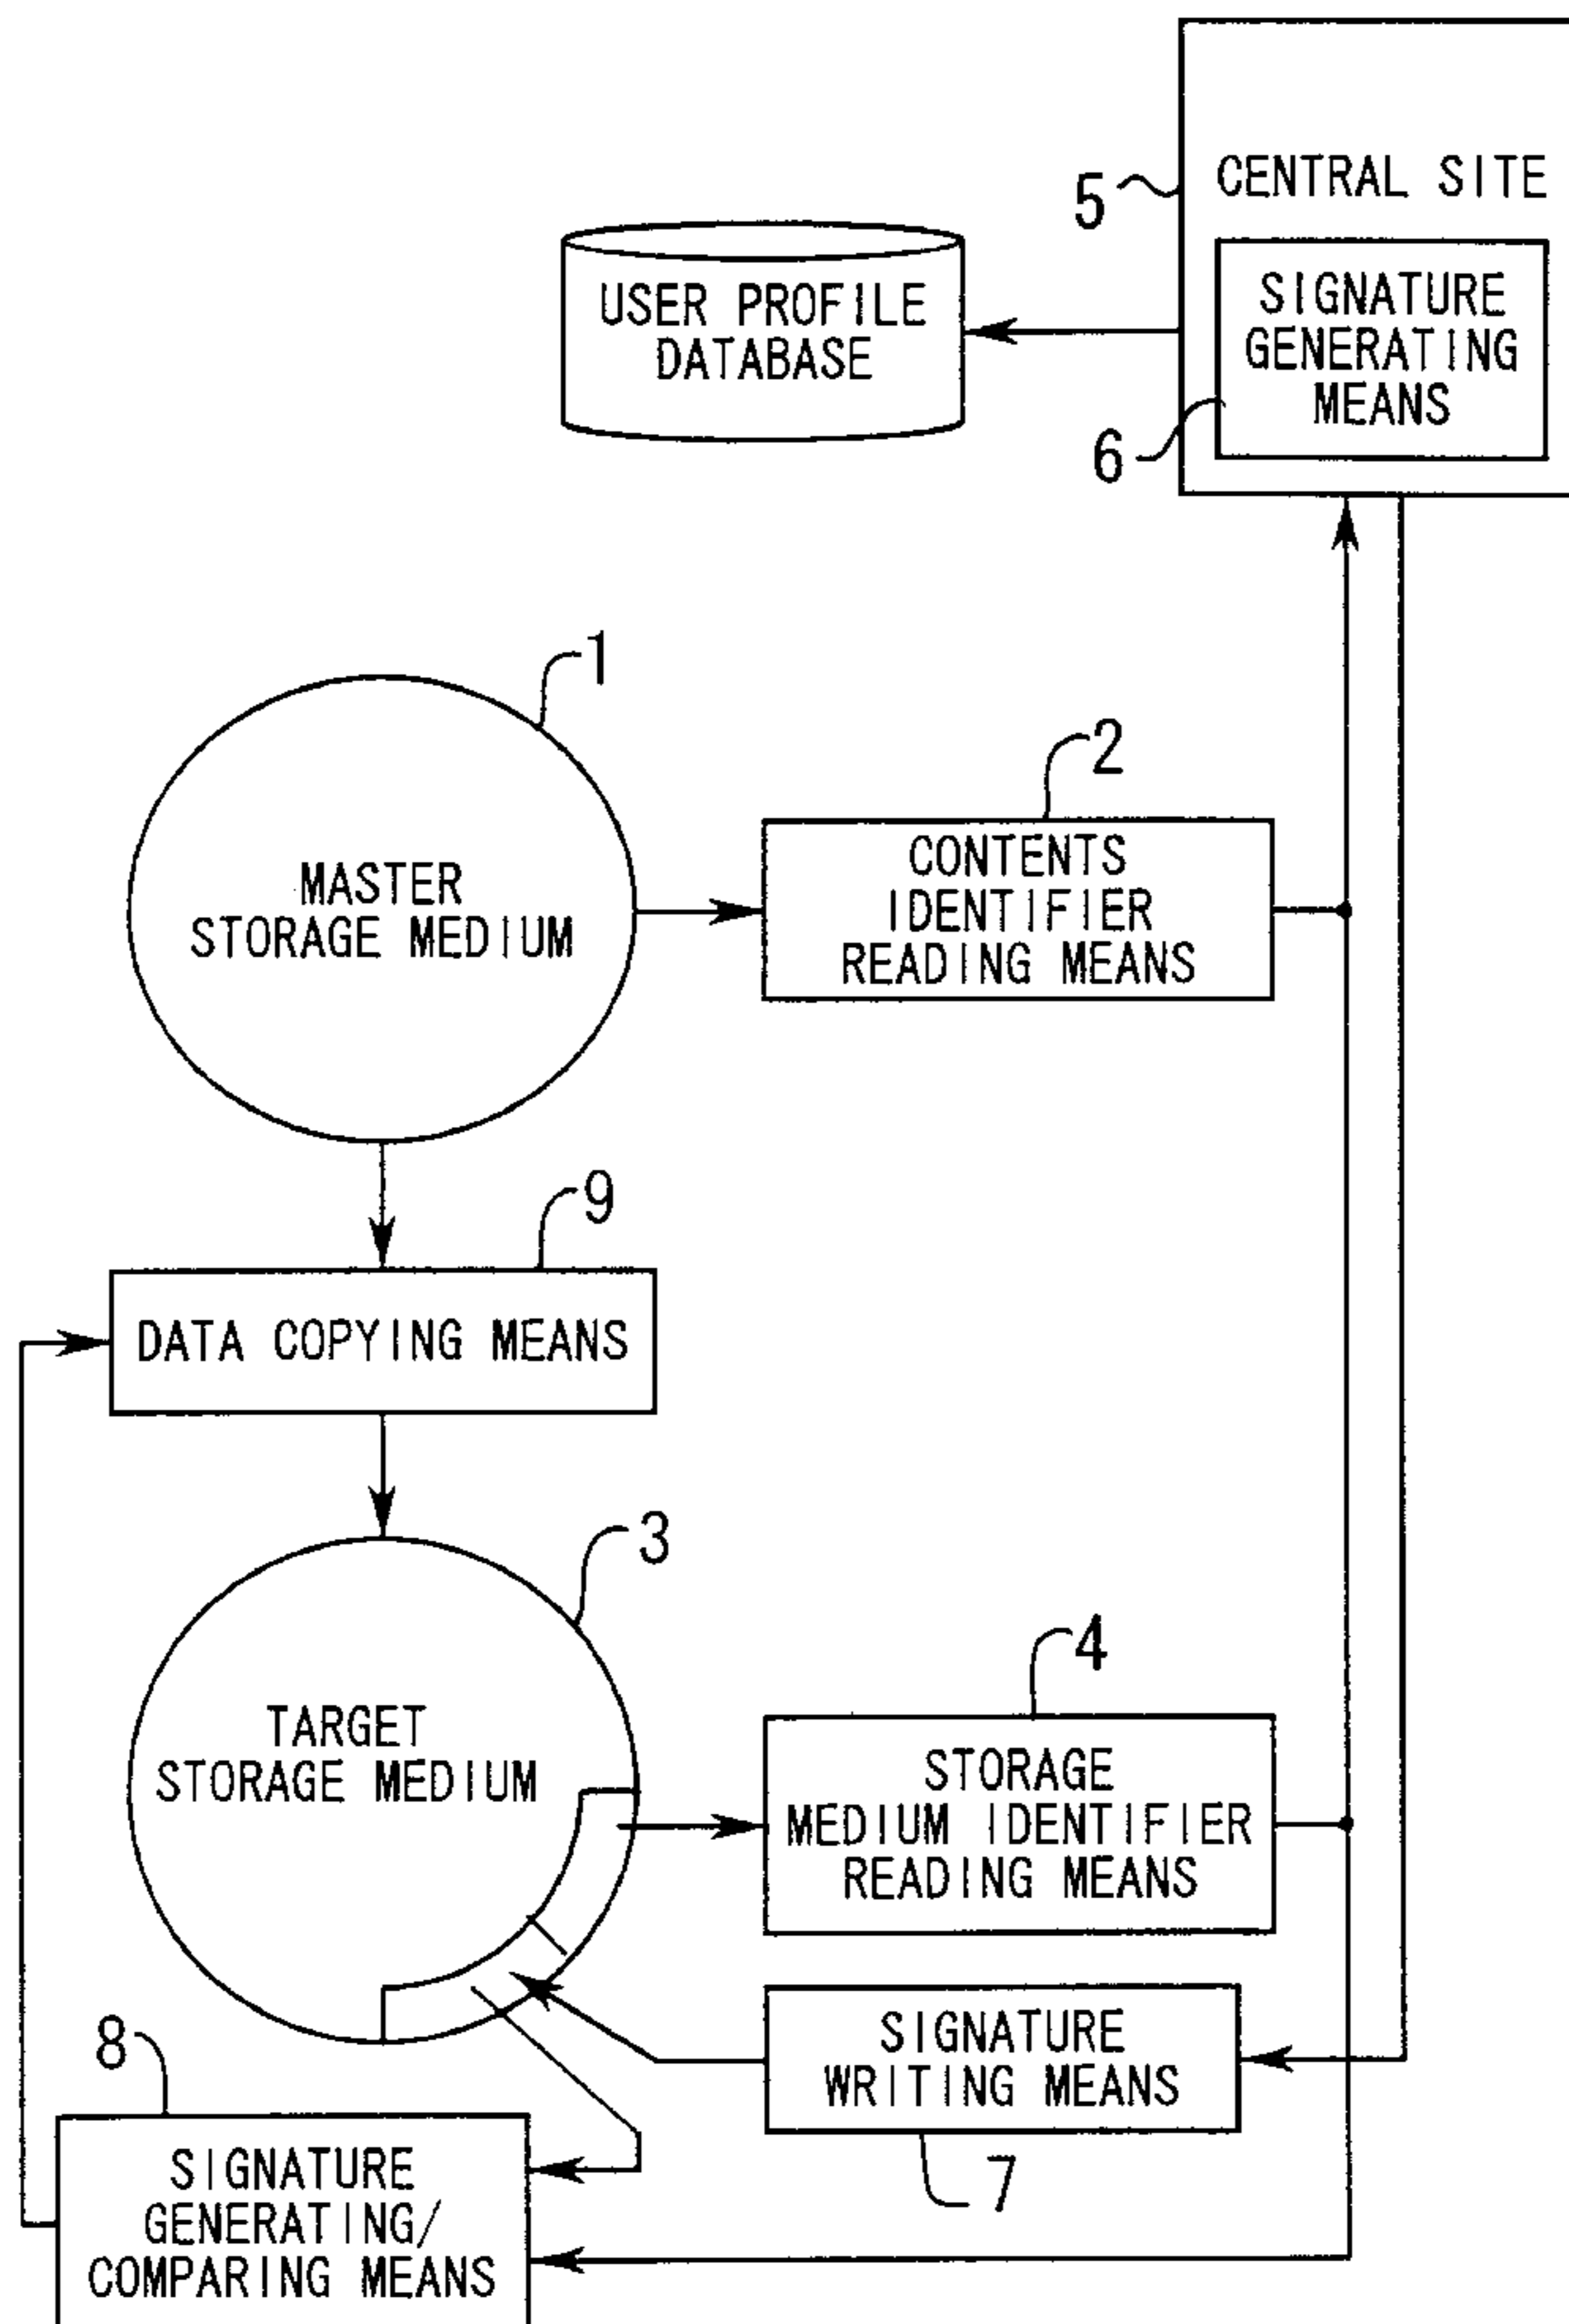 5
CENTRAL SITE
USER PROFILE
DATABASE
SIGNATURE
GENERATING
MEANS
6
1
MASTER
STORAGE MEDIUM
2
CONTENTS
IDENTIFIER
READING MEANS
9
DATA COPYING MEANS
3
TARGET
STORAGE MEDIUM
4
STORAGE
MEDIUM IDENTIFIER
READING MEANS
SIGNATURE
WRITING MEANS
7
8
SIGNATURE
GENERATING/
COMPARING MEANS